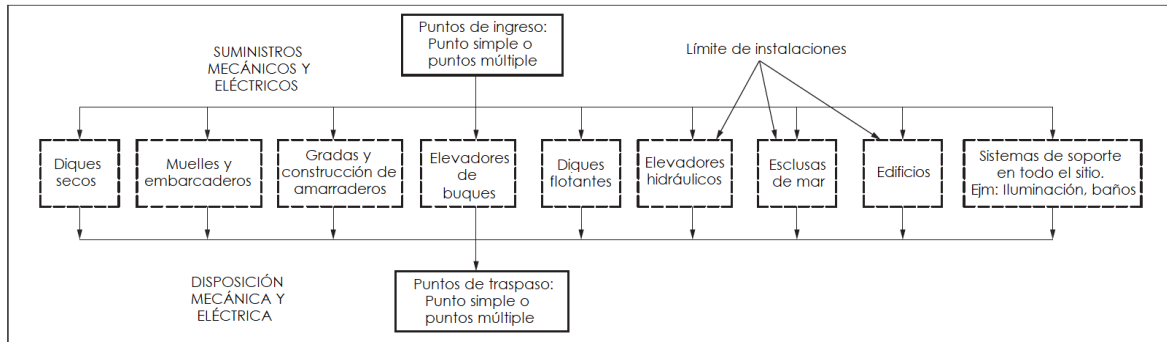 Puntos de ingreso:
Punto simple o
puntos múltiple
SUMINISTROS
MECÁNICOS Y
ELÉCTRICOS
Límite de instalaciones
Diques
secos
Muelles y
embarcaderos
Gradas y
construcción de
amarraderos
Elevadores
de
buques
Diques
flotantes
Elevadores
hidráulicos
Esclusas
de mar
Edificios
Sistemas de soporte
en todo el sitio.
Ejm: Iluminación, baños
DISPOSICIÓN
MECÁNICA Y
ELÉCTRICA
Puntos de traspaso:
Punto simple o
puntos múltiple